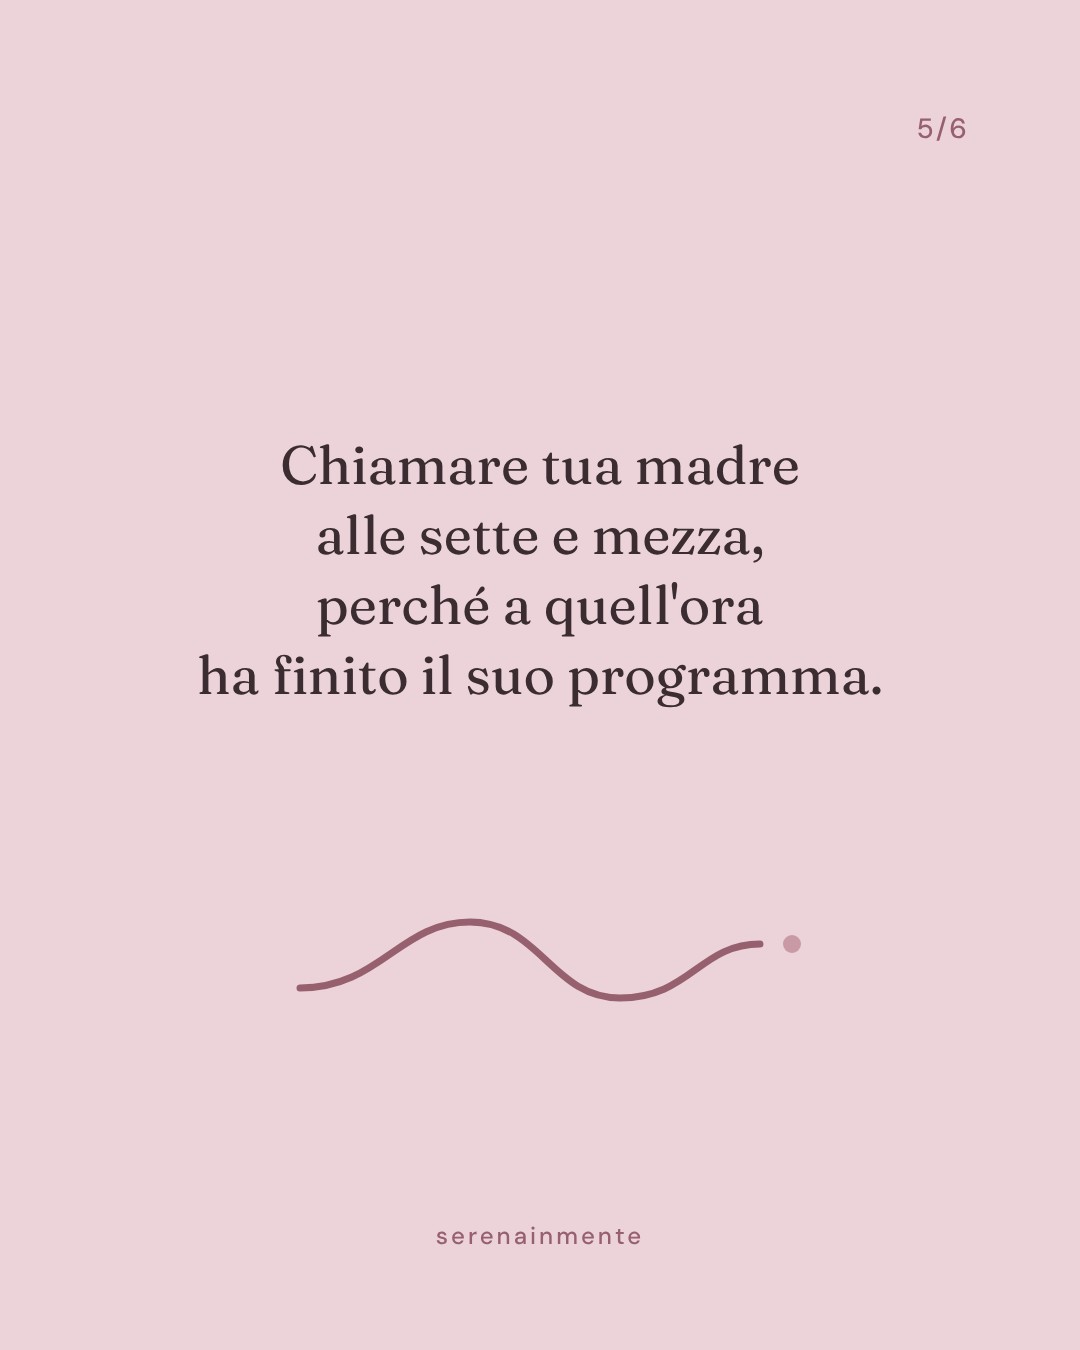 5/6
Chiamare tua madre
alle sette e mezza,
perché a quell'ora
ha finito il suo programma.
serenainmente